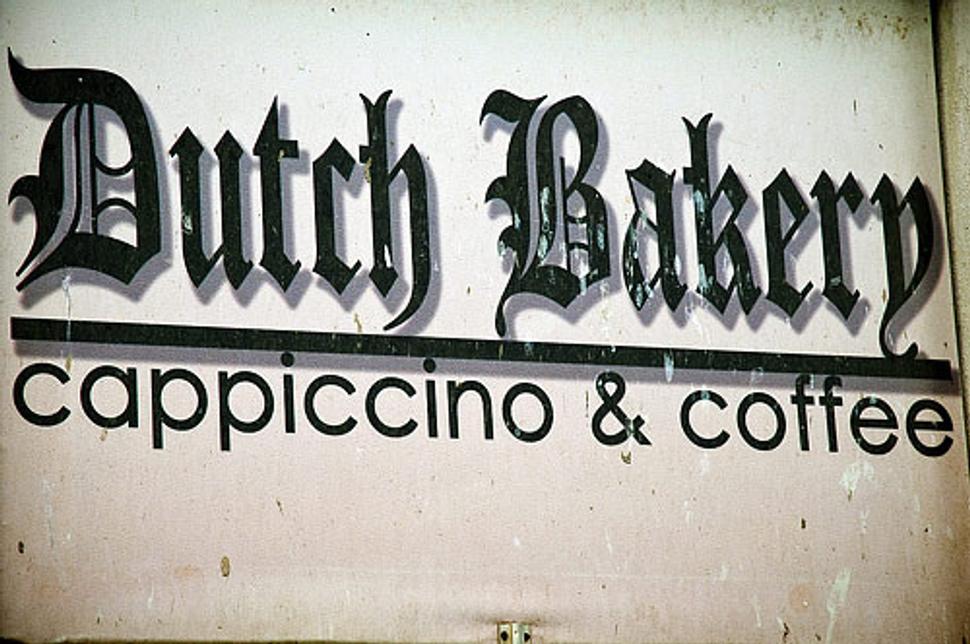 Dutch Bakery
cappiccino & coffee